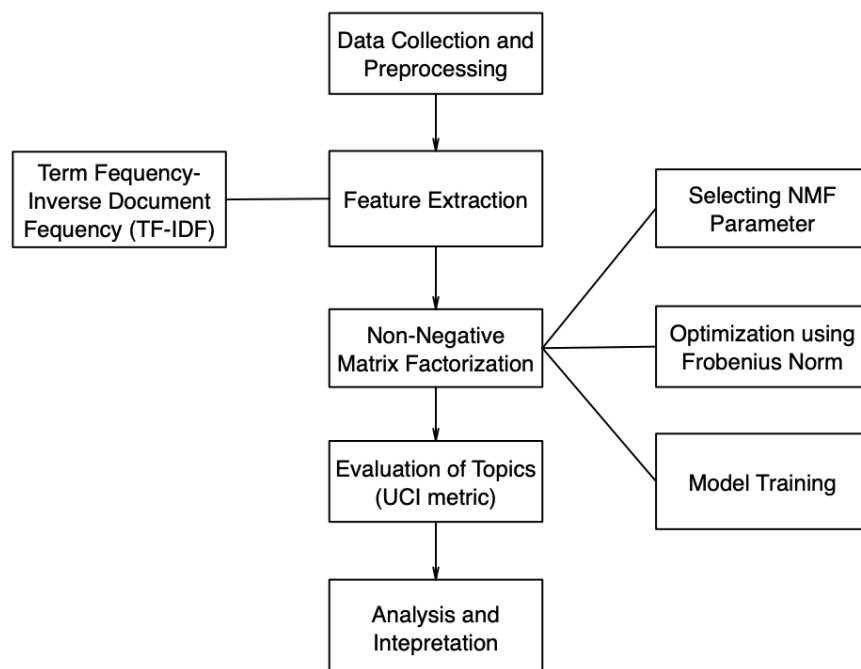 Data Collection and
Preprocessing
Term Fequency-
Inverse Document
Fequency (TF-IDF)
Feature Extraction
Selecting NMF
Parameter
Non-Negative
Matrix Factorization
Optimization using
Frobenius Norm
Evaluation of Topics
(UCI metric)
Model Training
Analysis and
Intepretation